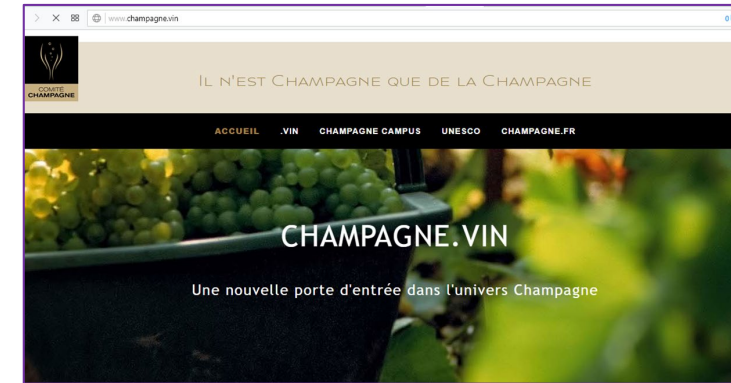 www.champagne.vin
COMITÉ
CHAMPAGNE
IL N'EST CHAMPAGNE QUE DE LA CHAMPAGNE
ACCUEIL .VIN CHAMPAGNE CAMPUS UNESCO CHAMPAGNE.FR
CHAMPAGNE.VIN
Une nouvelle porte d'entrée dans l'univers Champagne